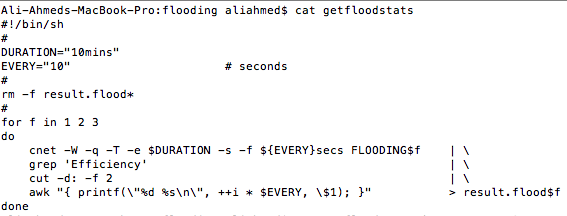 Ali-Ahmeds-MacBook-Pro:flooding aliahmed$ cat getfloodstats
#!/bin/sh
#
DURATION="10mins"
EVERY="10"                 # seconds
#
rm -f result.flood*
#
for f in 1 2 3
do
    cnet -W -q -T -e $DURATION -s -f ${EVERY}secs FLOODING$f    | \
    grep 'Efficiency'                                           | \
    cut -d: -f 2                                                | \
    awk "{ printf(\"%d %s\n\", ++i * $EVERY, \$1); }"           > result.flood$f
done